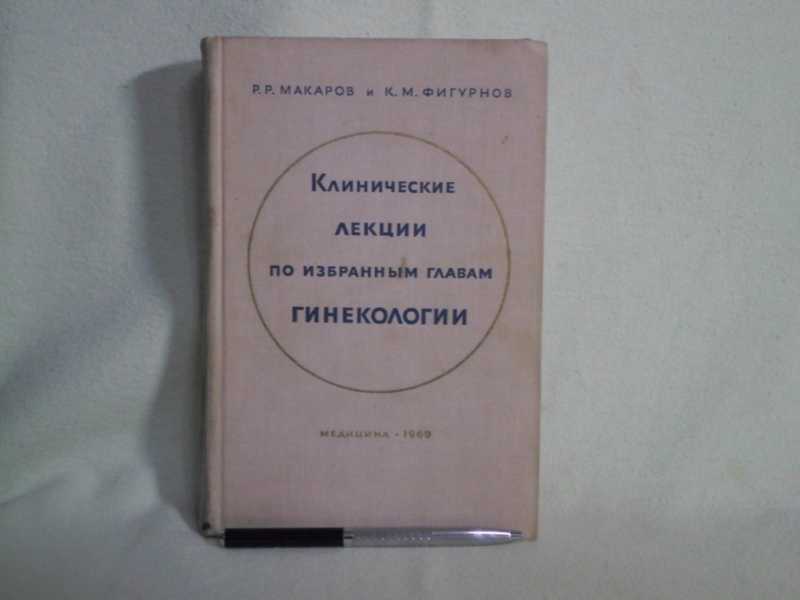 Р.Р. МАКАРОВ и К.М. ФИГУРНОВ
Клинические
ЛЕКЦИИ
ПО ИЗБРАННЫМ ГЛАВАМ
ГИНЕКОЛОГИИ
МЕДИЦИНА • 1969